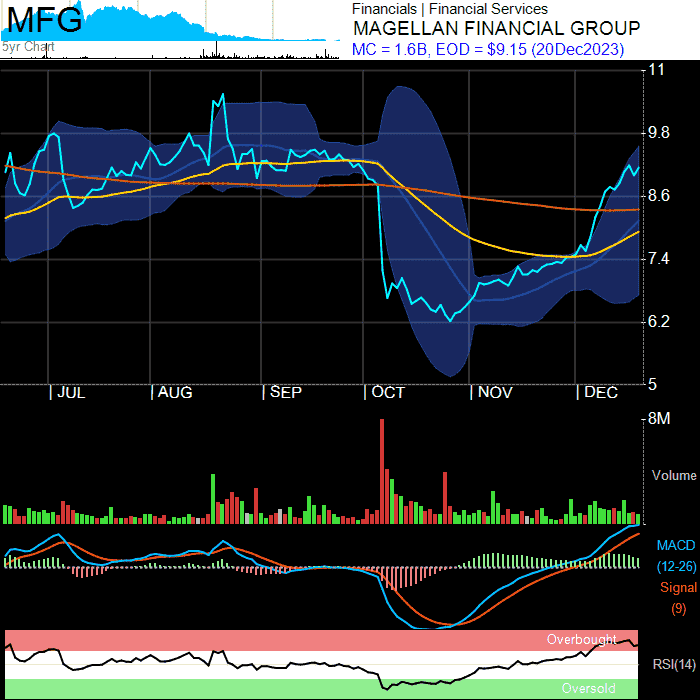 MFG
5yr Chart
Financials | Financial Services
MAGELLAN FINANCIAL GROUP
MC = 1.6B, EOD = $9.15 (20Dec2023)
11
9.8
8.6
7.4
6.2
5
| JUL | AUG | SEP | OCT | NOV | DEC
8M
Volume
MACD
(12-26)
Signal
(9)
Overbought
RSI(14)
Oversold